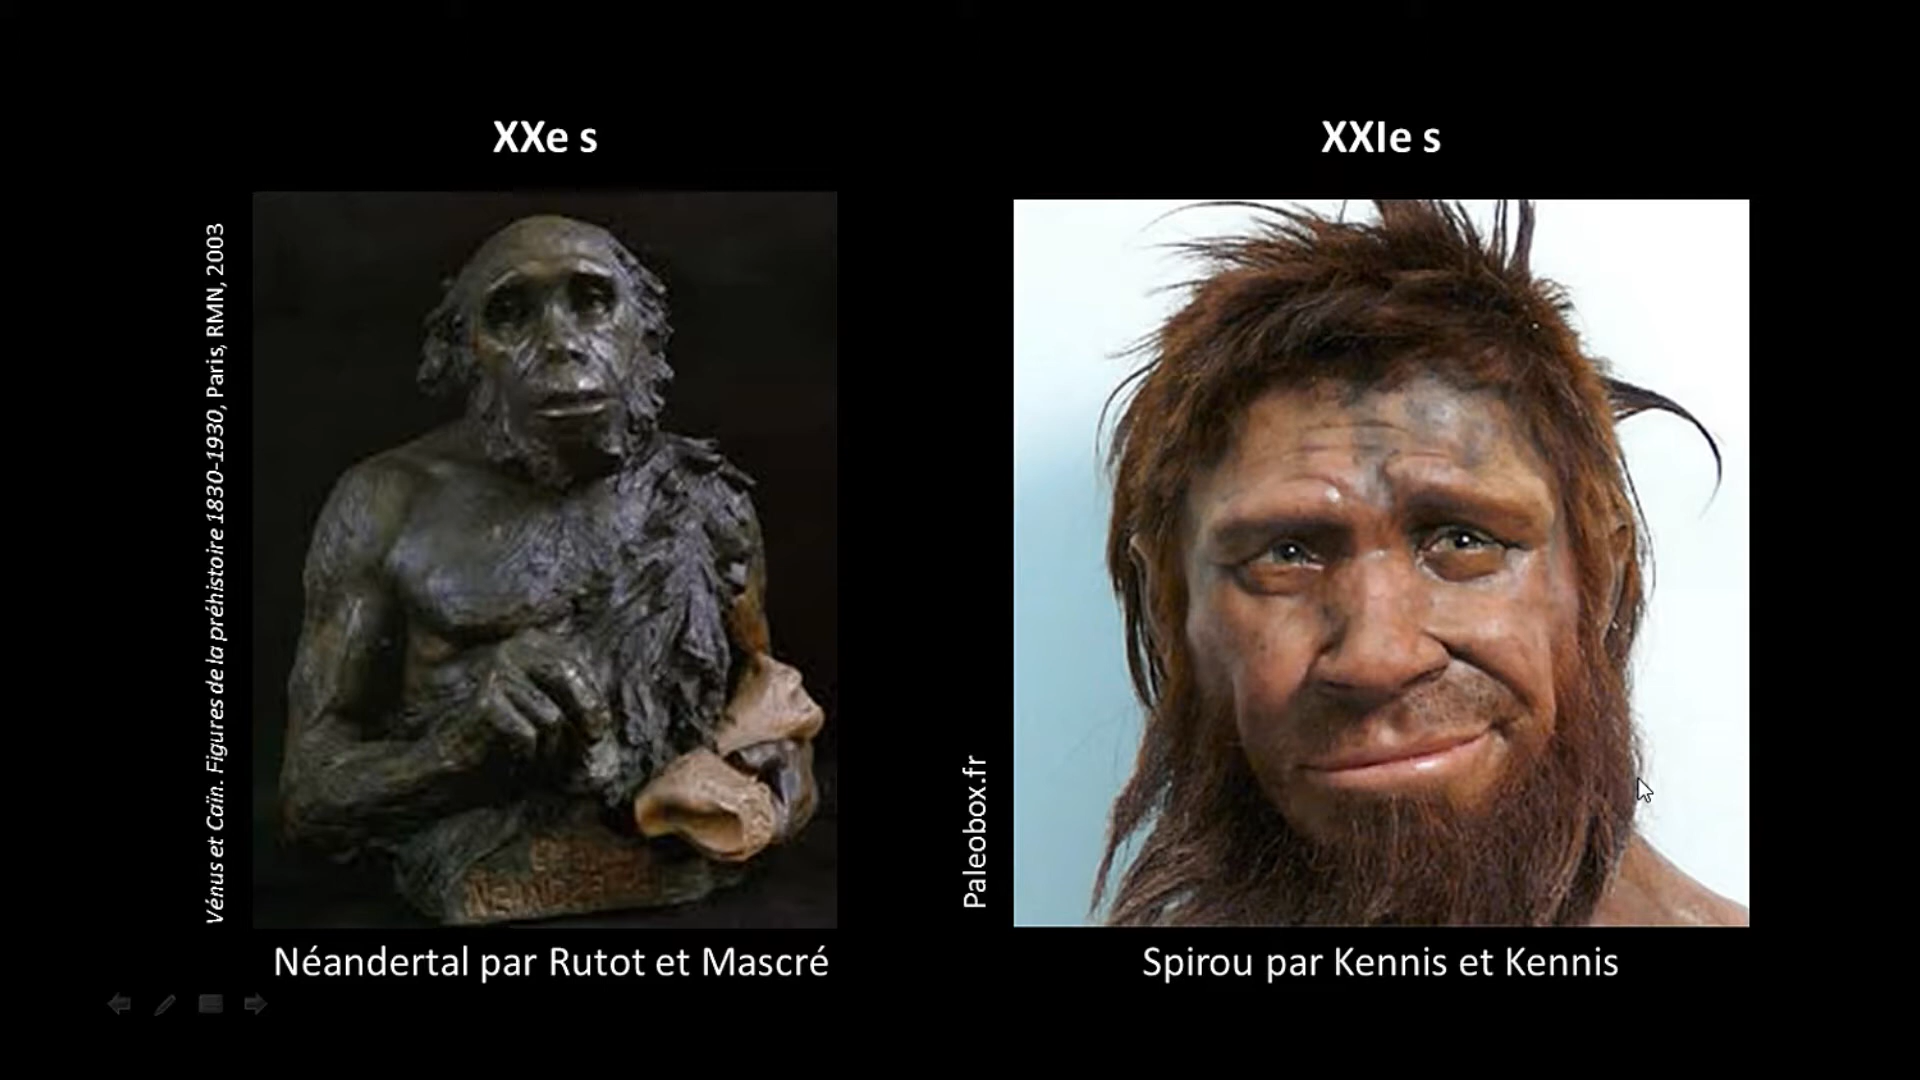 XXe s
XXIe s
Vénus et Caïn. Figures de la préhistoire 1830-1930, Paris, RMN, 2003
Paleobox.fr
Néandertal par Rutot et Mascré
Spirou par Kennis et Kennis